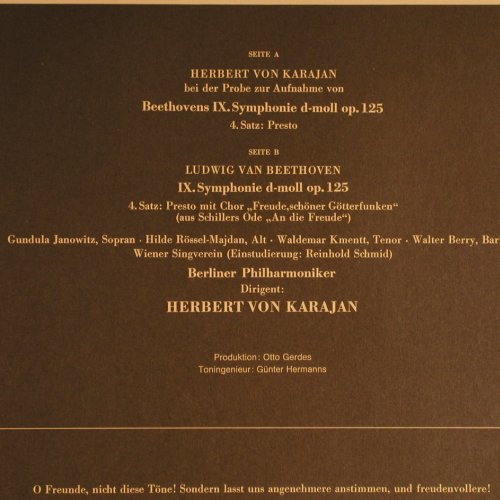 SEITE A
HERBERT VON KARAJAN
bei der Probe zur Aufnahme von
Beethovens IX. Symphonie d-moll op. 125
4. Satz: Presto
SEITE B
LUDWIG VAN BEETHOVEN
IX. Symphonie d-moll op. 125
4. Satz: Presto mit Chor „Freude, schöner Götterfunken“
(aus Schillers Ode „An die Freude“)
Gundula Janowitz, Sopran · Hilde Rössel-Majdan, Alt · Waldemar Kmentt, Tenor · Walter Berry, Bar
Wiener Singverein (Einstudierung: Reinhold Schmid)
Berliner Philharmoniker
Dirigent:
HERBERT VON KARAJAN
Produktion: Otto Gerdes
Toningenieur: Günter Hermanns
O Freunde, nicht diese Töne! Sondern lasst uns angenehmere anstimmen, und freudenvollere!